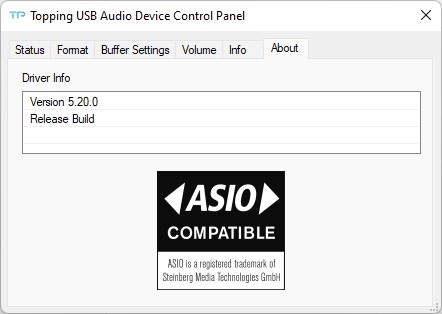 TP Topping USB Audio Device Control Panel
Status Format Buffer Settings Volume Info About
Driver Info
Version 5.20.0
Release Build
ASIO
COMPATIBLE
ASIO is a registered trademark of
Steinberg Media Technologies GmbH